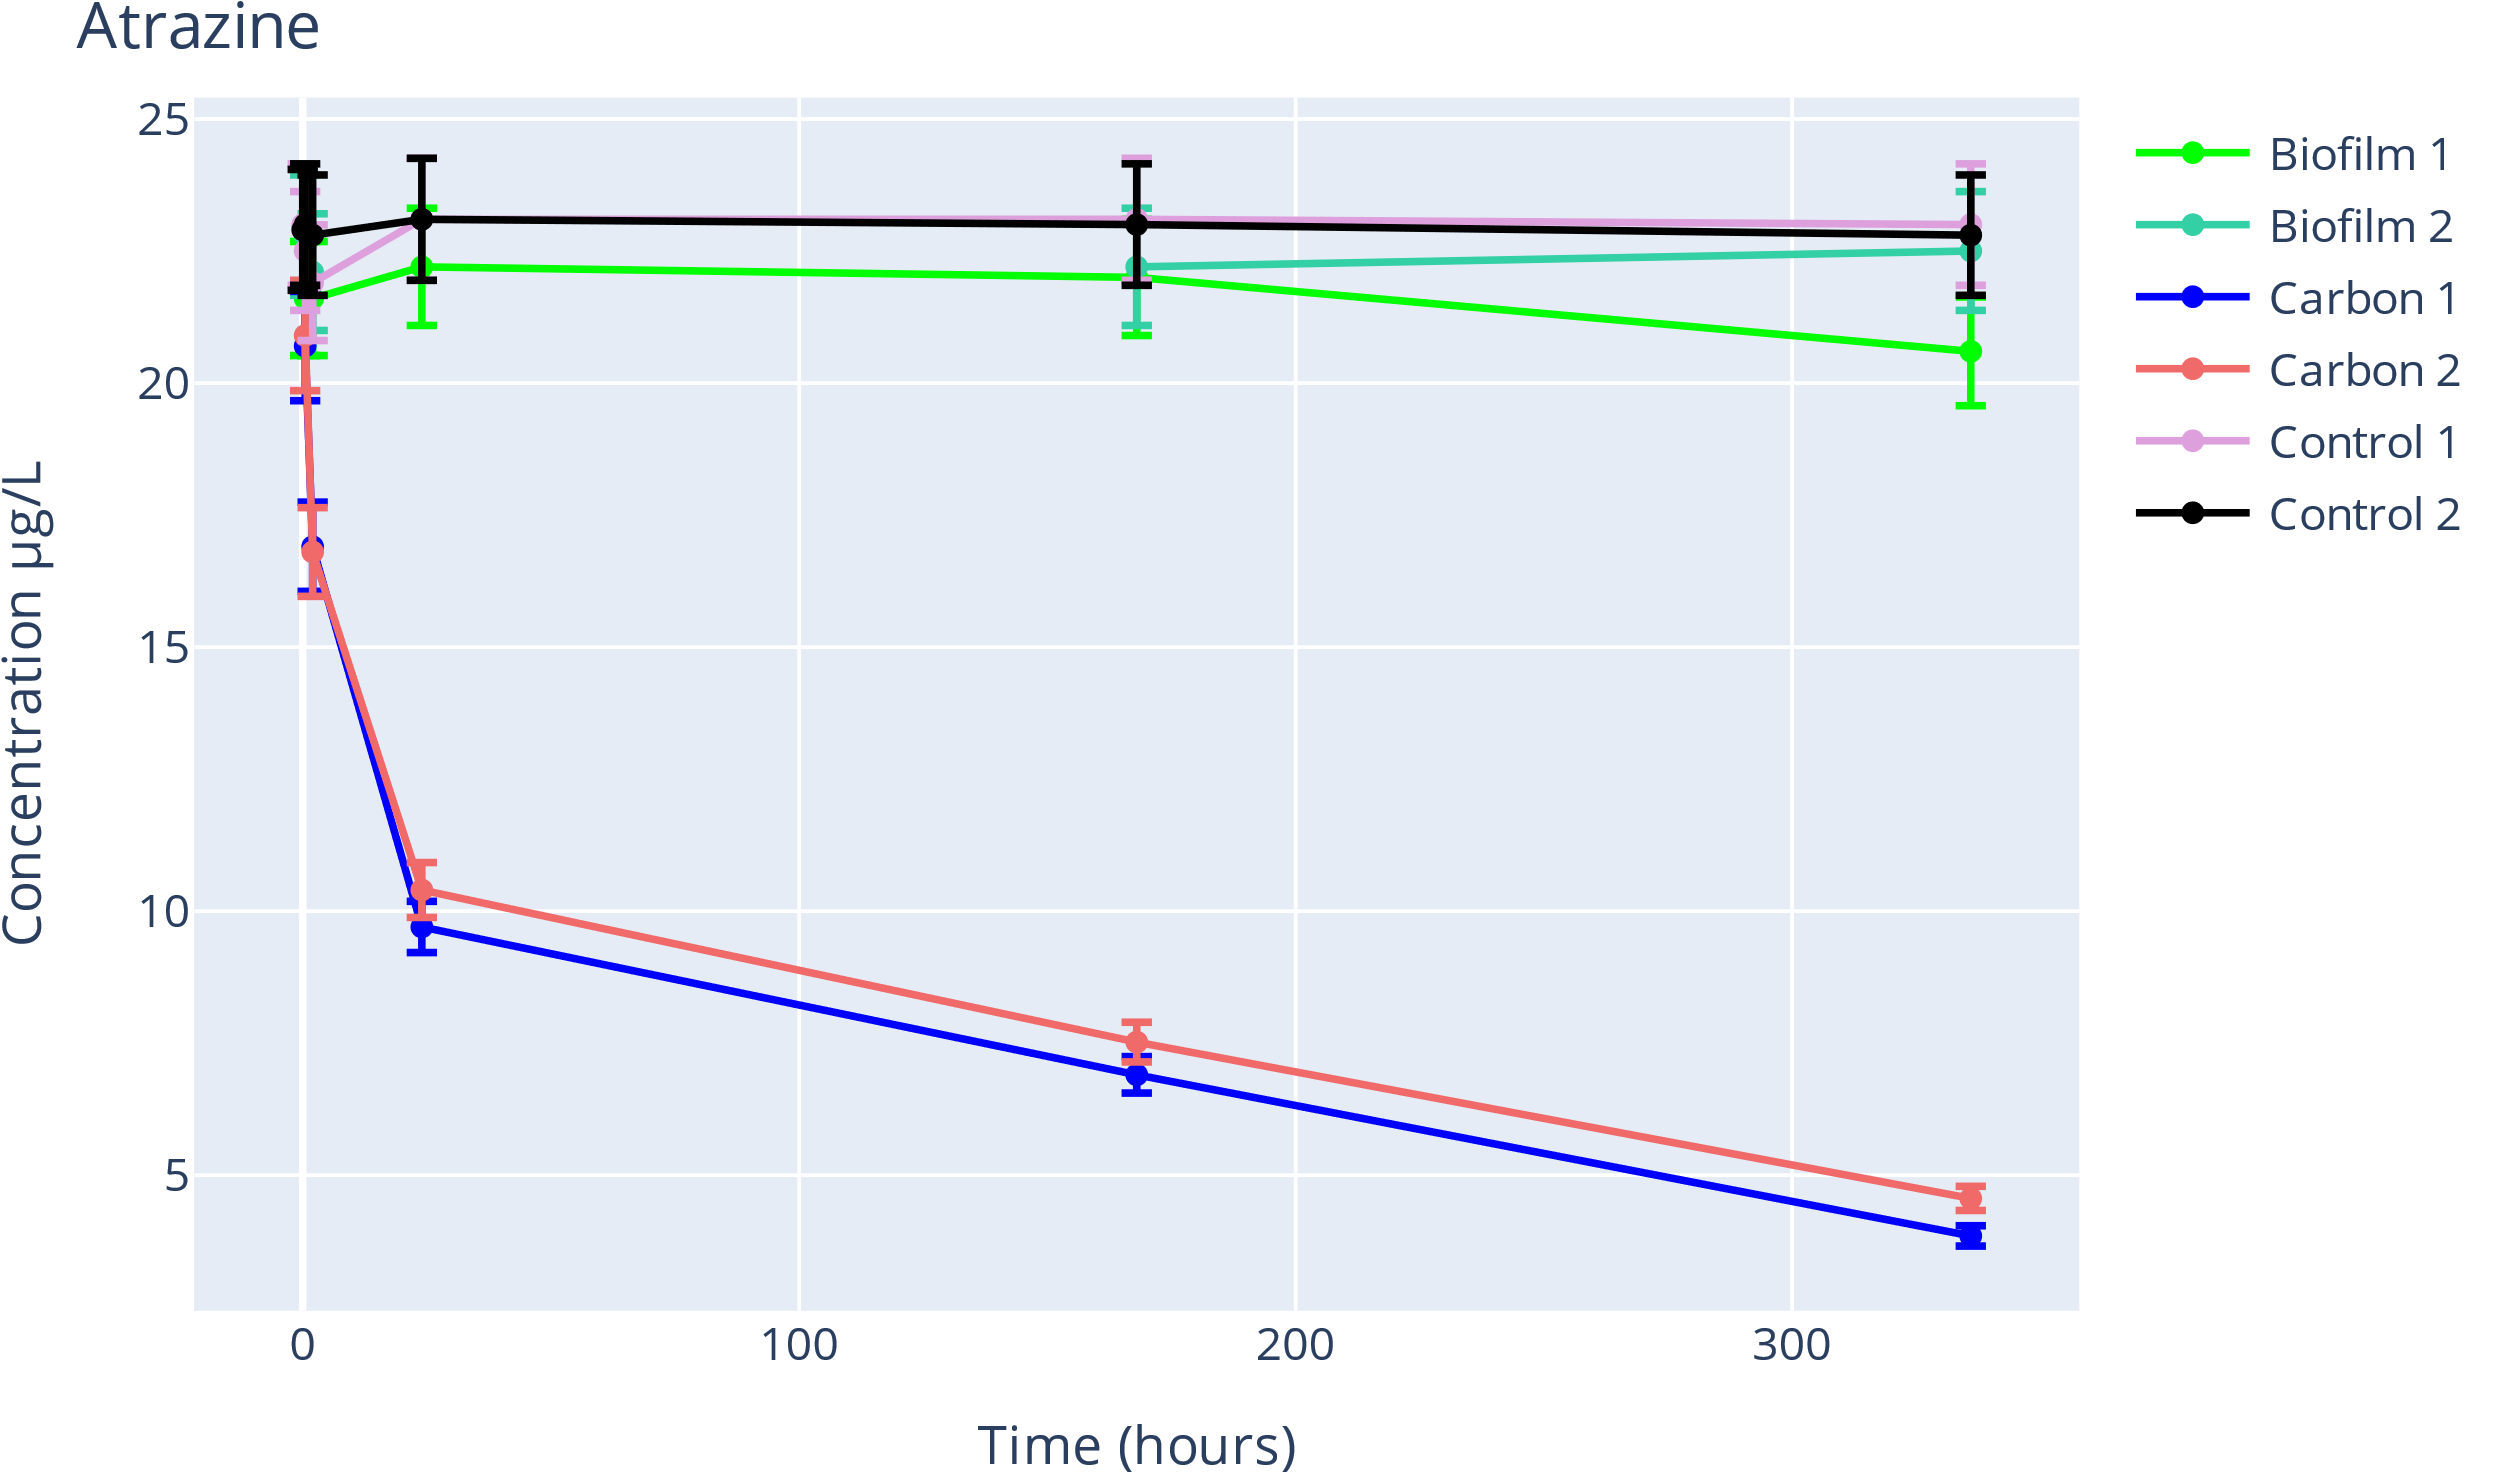 Atrazine
25
20
15
10
5
Concentration µg/L
0 100 200 300
Time (hours)
Biofilm 1
Biofilm 2
Carbon 1
Carbon 2
Control 1
Control 2